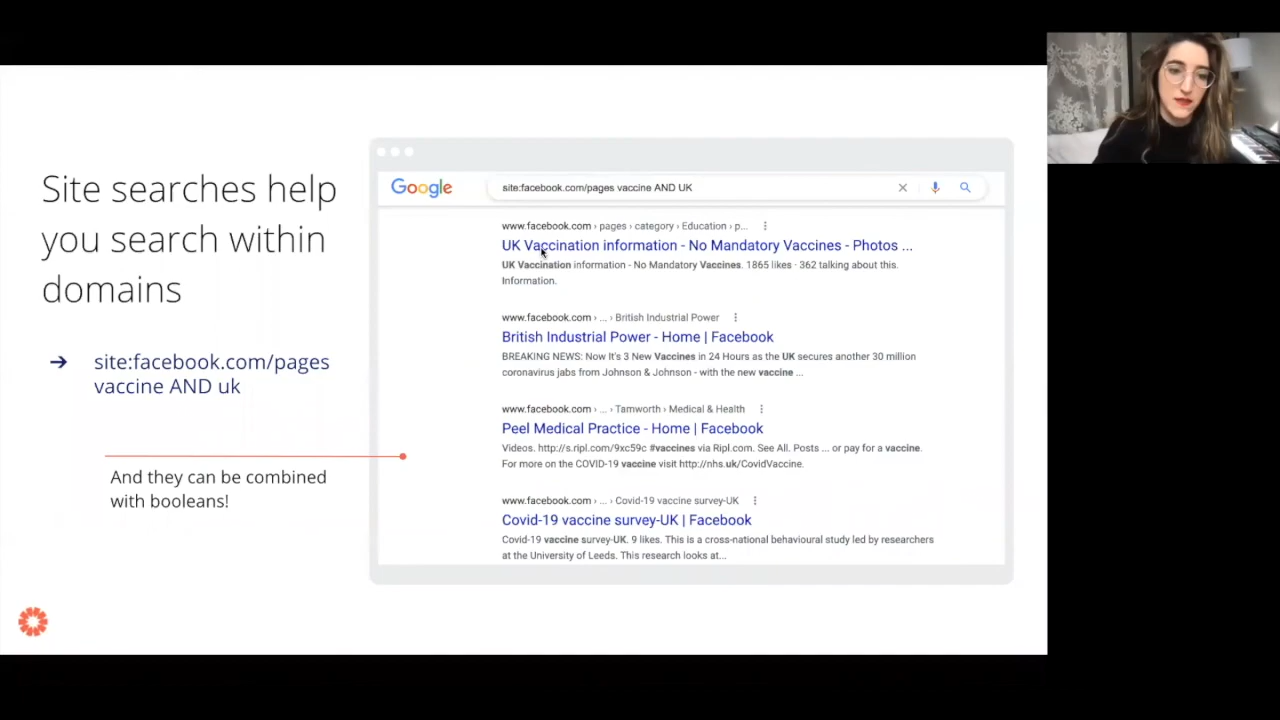 Site searches help
you search within
domains
→ site:facebook.com/pages
vaccine AND uk
And they can be combined
with booleans!
Google
site:facebook.com/pages vaccine AND UK
www.facebook.com › pages › category › Education › p...
UK Vaccination information - No Mandatory Vaccines - Photos ...
UK Vaccination information - No Mandatory Vaccines. 1865 likes · 362 talking about this.
Information.
www.facebook.com › ... › British Industrial Power
British Industrial Power - Home | Facebook
BREAKING NEWS: Now It's 3 New Vaccines in 24 Hours as the UK secures another 30 million
coronavirus jabs from Johnson & Johnson - with the new vaccine ...
www.facebook.com › ... › Tamworth › Medical & Health
Peel Medical Practice - Home | Facebook
Videos. http://s.ripl.com/9xc59c #vaccines via Ripl.com. See All. Posts ... or pay for a vaccine.
For more on the COVID-19 vaccine visit http://nhs.uk/CovidVaccine.
www.facebook.com › ... › Covid-19 vaccine survey-UK
Covid-19 vaccine survey-UK | Facebook
Covid-19 vaccine survey-UK. 9 likes. This is a cross-national behavioural study led by researchers
at the University of Leeds. This research looks at...